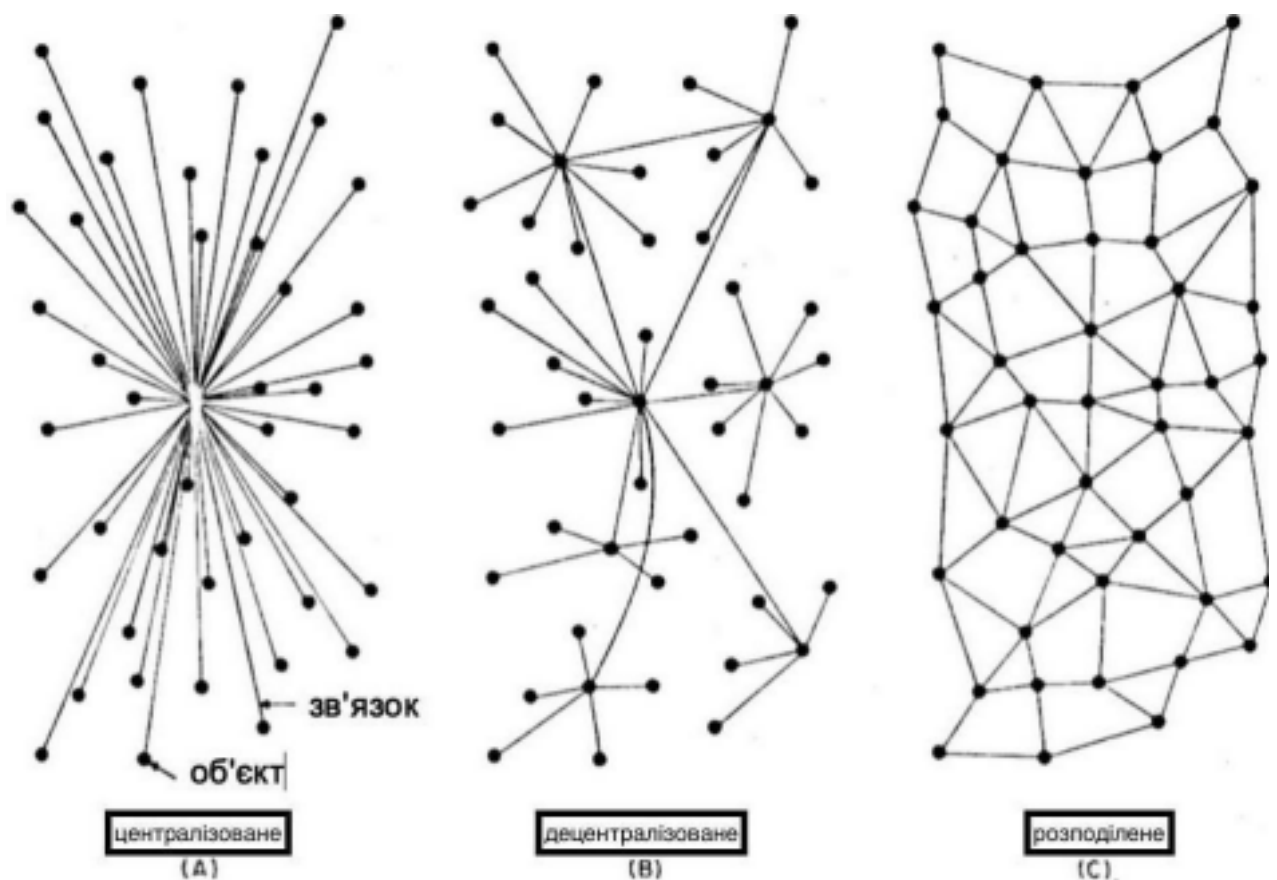 зв'язок
об'єкт
централізоване
децентралізоване
розподілене
(A)
(B)
(C)